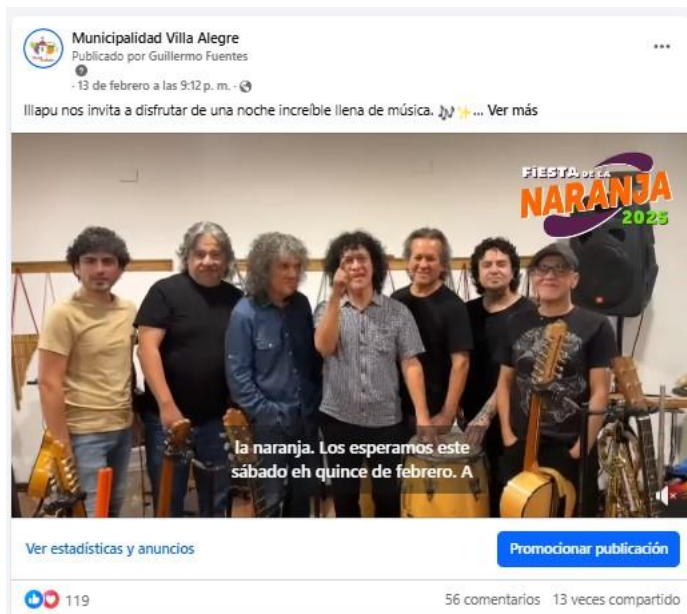 Municipalidad Villa Alegre
Publicado por Guillermo Fuentes
· 13 de febrero a las 9:12 p. m. ·
Illapu nos invita a disfrutar de una noche increíble llena de música. 🎶✨... Ver más
FiESTA DE LA
NARANJA
2025
la naranja. Los esperamos este
sábado eh quince de febrero. A
Ver estadísticas y anuncios
Promocionar publicación
119
56 comentarios 13 veces compartido